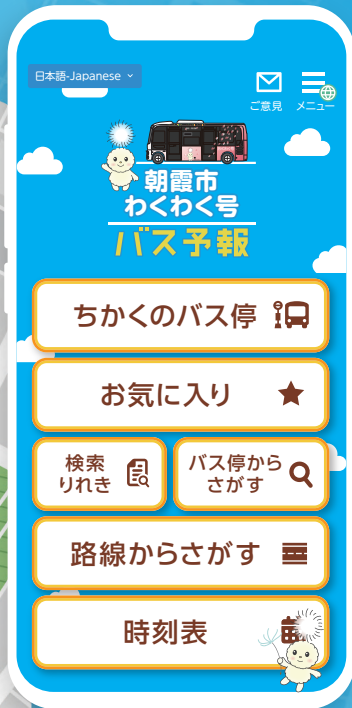 日本語-Japanese
ご意見
メニュー
朝霞市
わくわく号
バス予報
ちかくのバス停
お気に入り
検索
りれき
バス停から
さがす
路線からさがす
時刻表